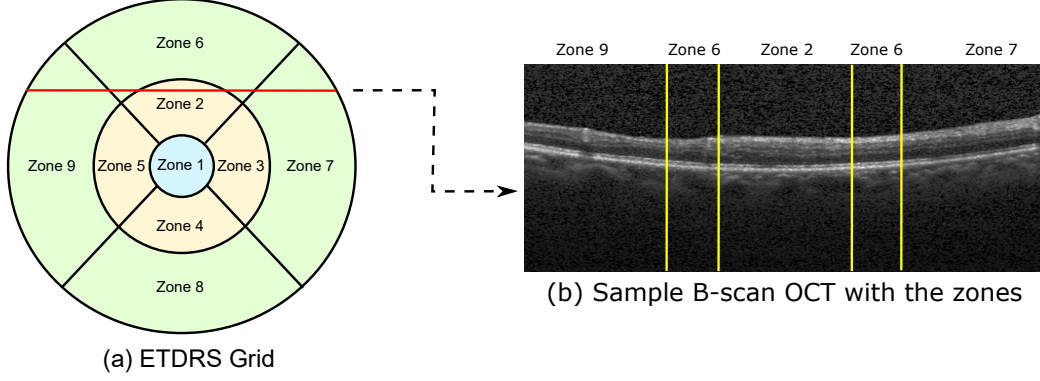 Zone 6
Zone 2
Zone 9
Zone 5
Zone 1
Zone 3
Zone 7
Zone 4
Zone 8
(a) ETDRS Grid
Zone 9 Zone 6 Zone 2 Zone 6 Zone 7
(b) Sample B-scan OCT with the zones